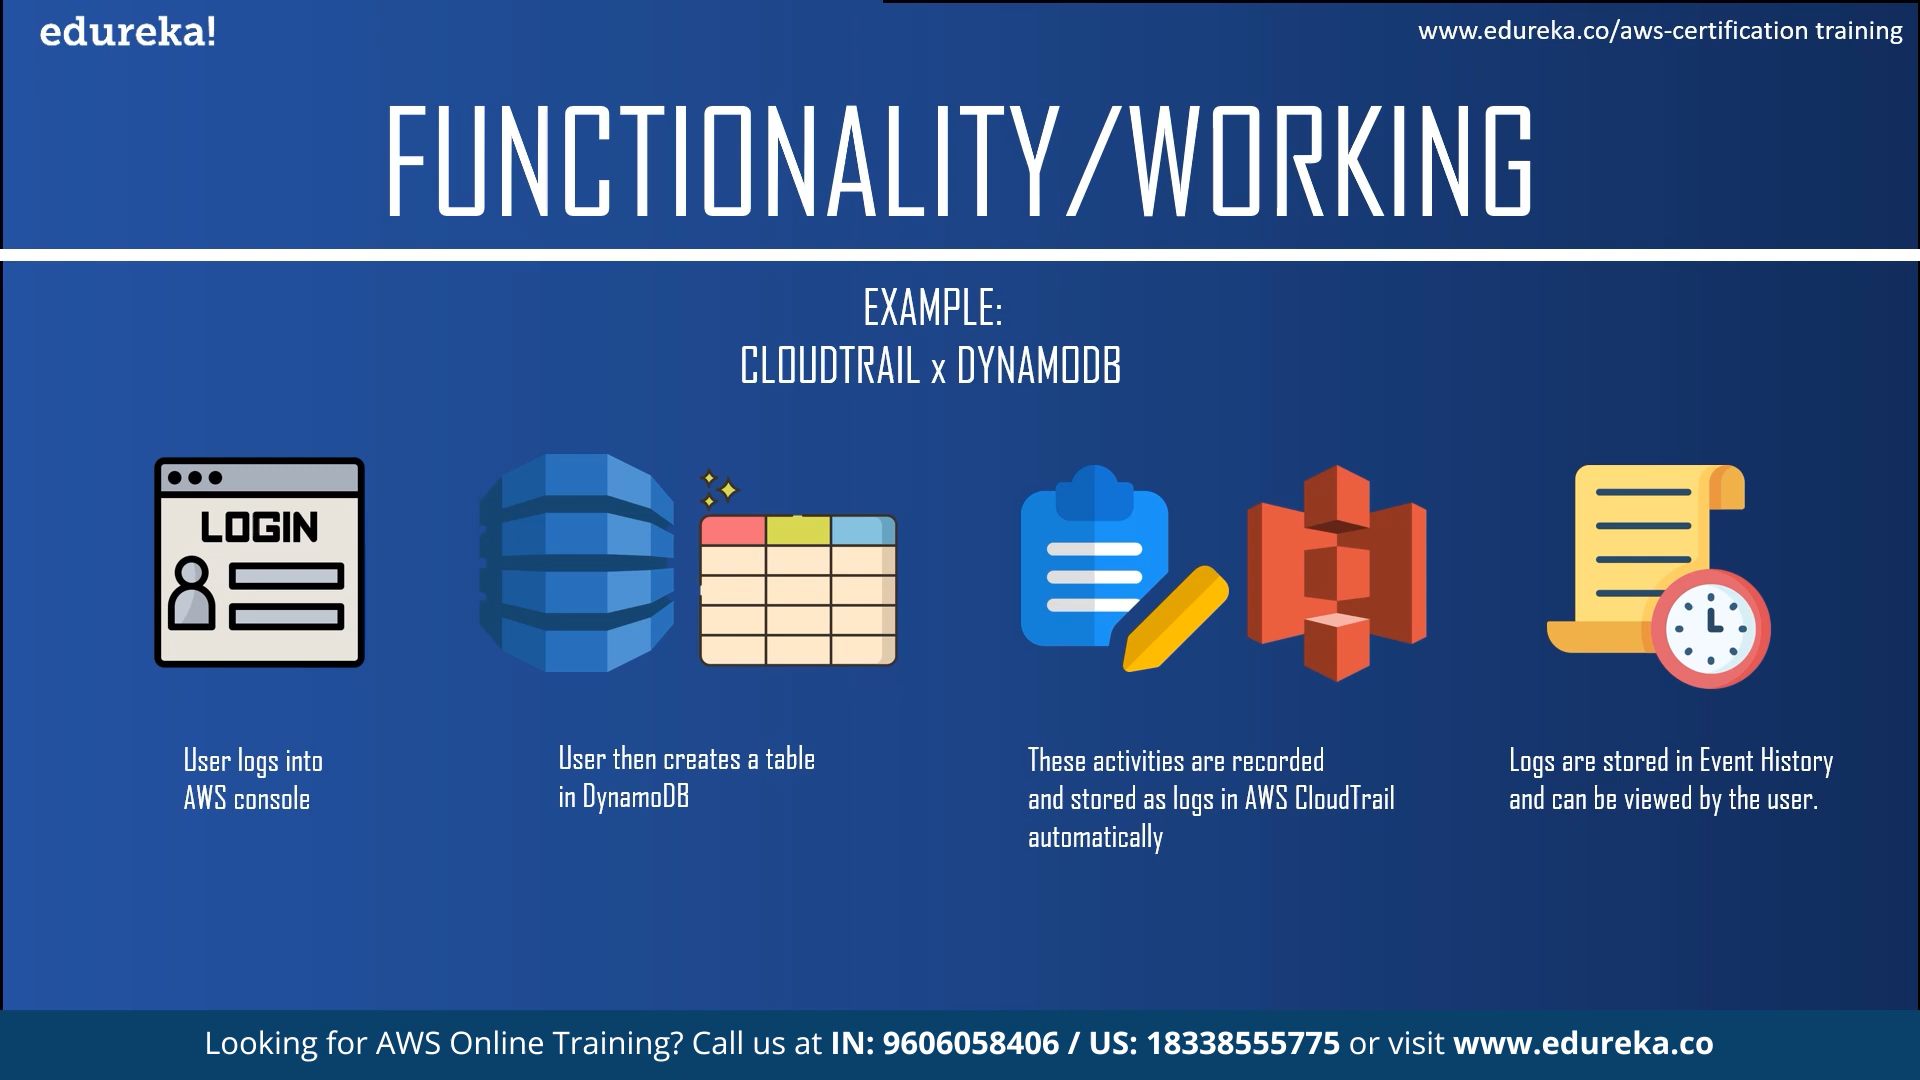 edureka!
www.edureka.co/aws-certification training
FUNCTIONALITY/WORKING
EXAMPLE:
CLOUDTRAIL x DYNAMODB
LOGIN
User logs into
AWS console
User then creates a table
in DynamoDB
These activities are recorded
and stored as logs in AWS CloudTrail
automatically
Logs are stored in Event History
and can be viewed by the user.
Looking for AWS Online Training? Call us at IN: 9606058406 / US: 18338555775 or visit www.edureka.co